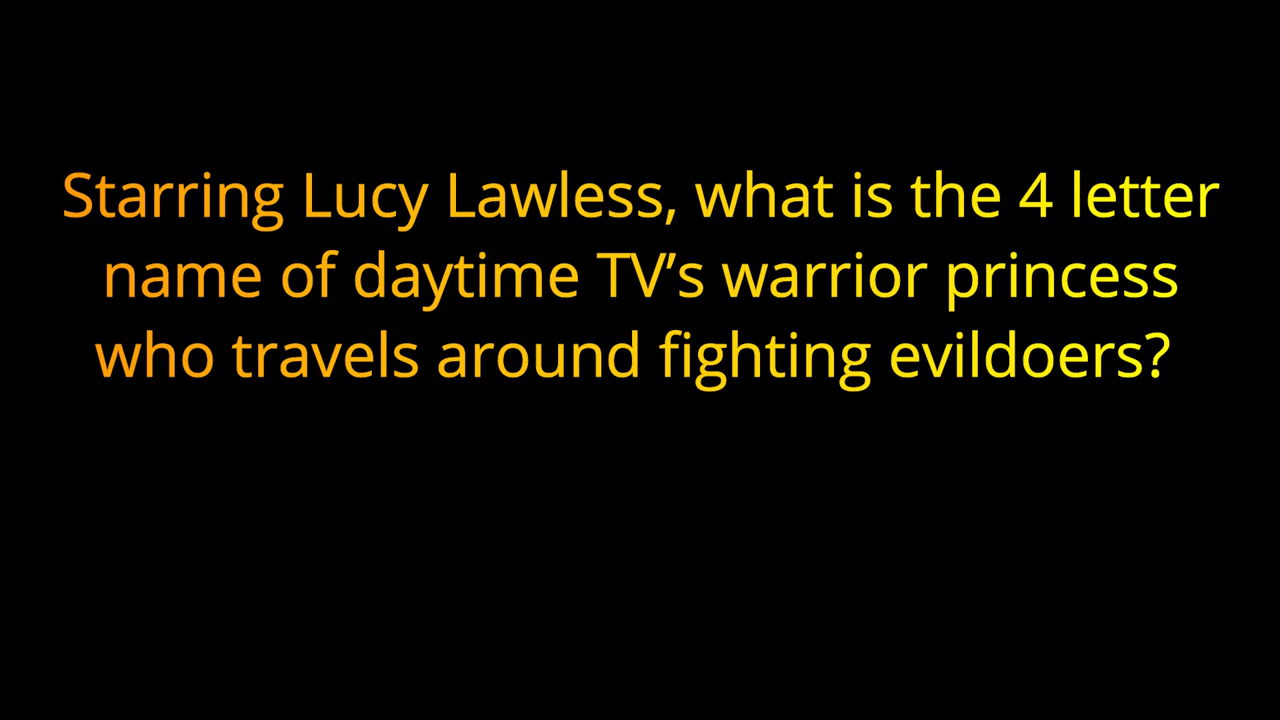 Starring Lucy Lawless, what is the 4 letter
name of daytime TV’s warrior princess
who travels around fighting evildoers?